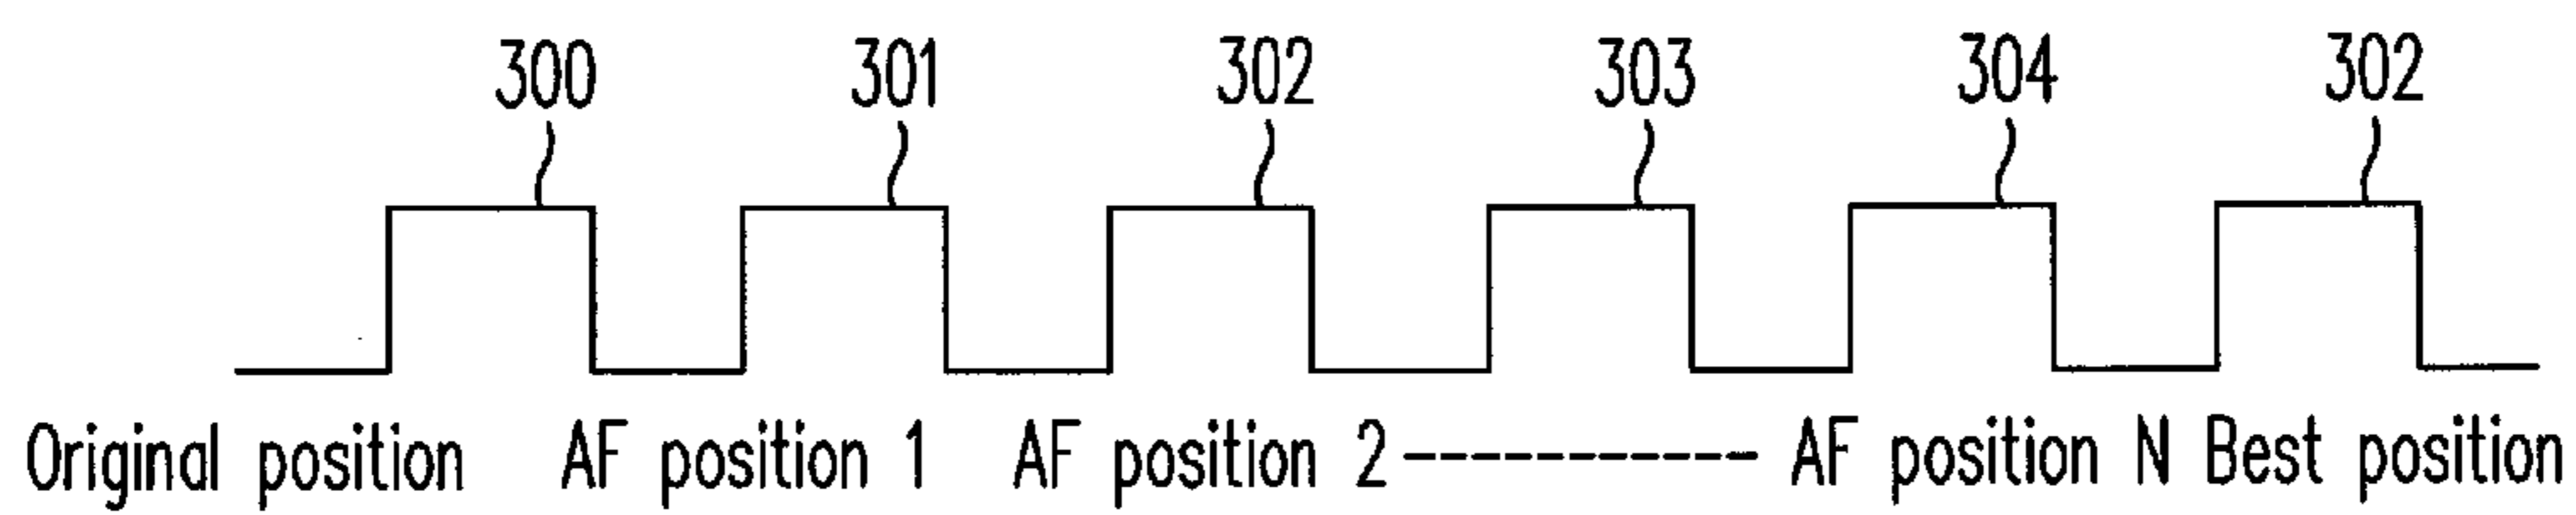 300 301 302 303 304 302
Original position AF position 1 AF position 2 ---------- AF position N Best position